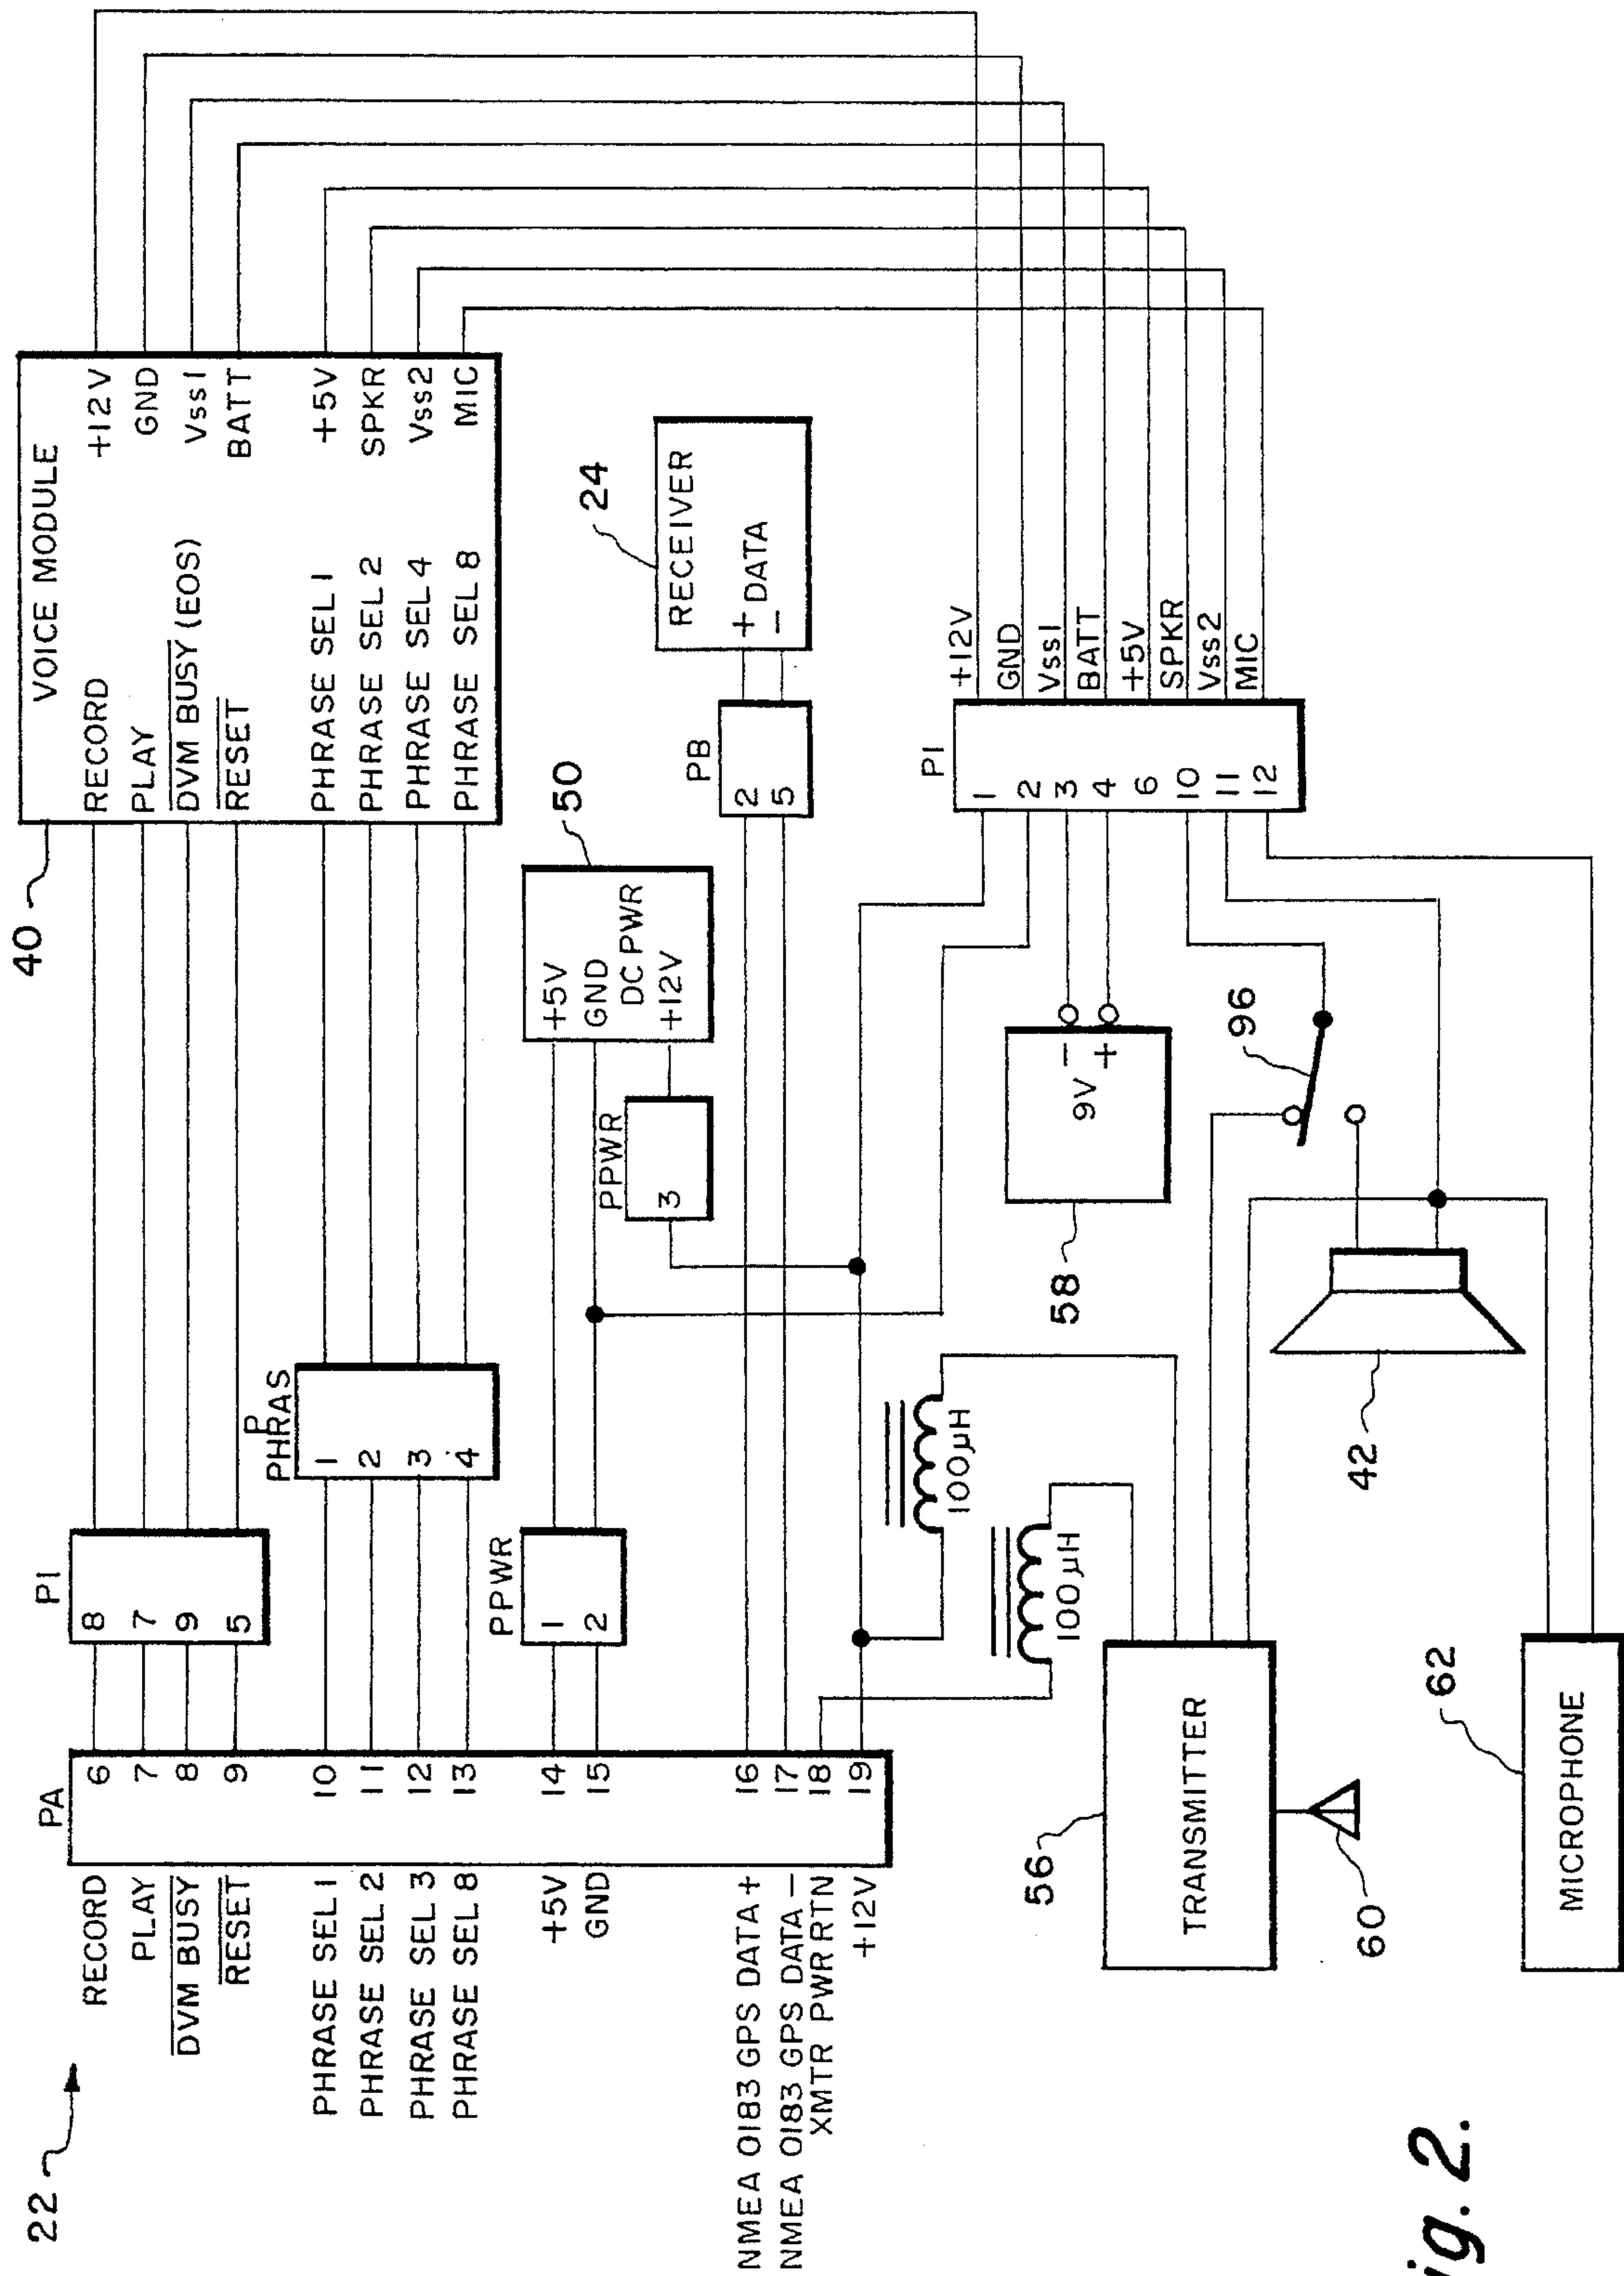 22
40
VOICE MODULE
RECORD
PLAY
DVM BUSY (EOS)
RESET
PHRASE SEL 1
PHRASE SEL 2
PHRASE SEL 4
PHRASE SEL 8
+12V
GND
Vss1
BATT
+5V
SPKR
Vss2
MIC
PA
RECORD 6
PLAY 7
DVM BUSY 8
RESET 9
PHRASE SEL 1 10
PHRASE SEL 2 11
PHRASE SEL 3 12
PHRASE SEL 8 13
+5V 14
GND 15
NMEA 0183 GPS DATA + 16
NMEA 0183 GPS DATA - 17
XMTR PWR RTN 18
+12V 19
P1
8
7
9
5
P
PHRAS
1
2
3
4
PPWR
1
2
PPWR
3
50
+5V
GND
DC PWR
+12V
PB
2
5
24
RECEIVER
+
DATA
-
P1
1 +12V
2 GND
3 Vss1
4 BATT
6 +5V
10 SPKR
11 Vss2
12 MIC
9V
-
+
58
96
42
100µH
100µH
56
TRANSMITTER
60
62
MICROPHONE
ig. 2.